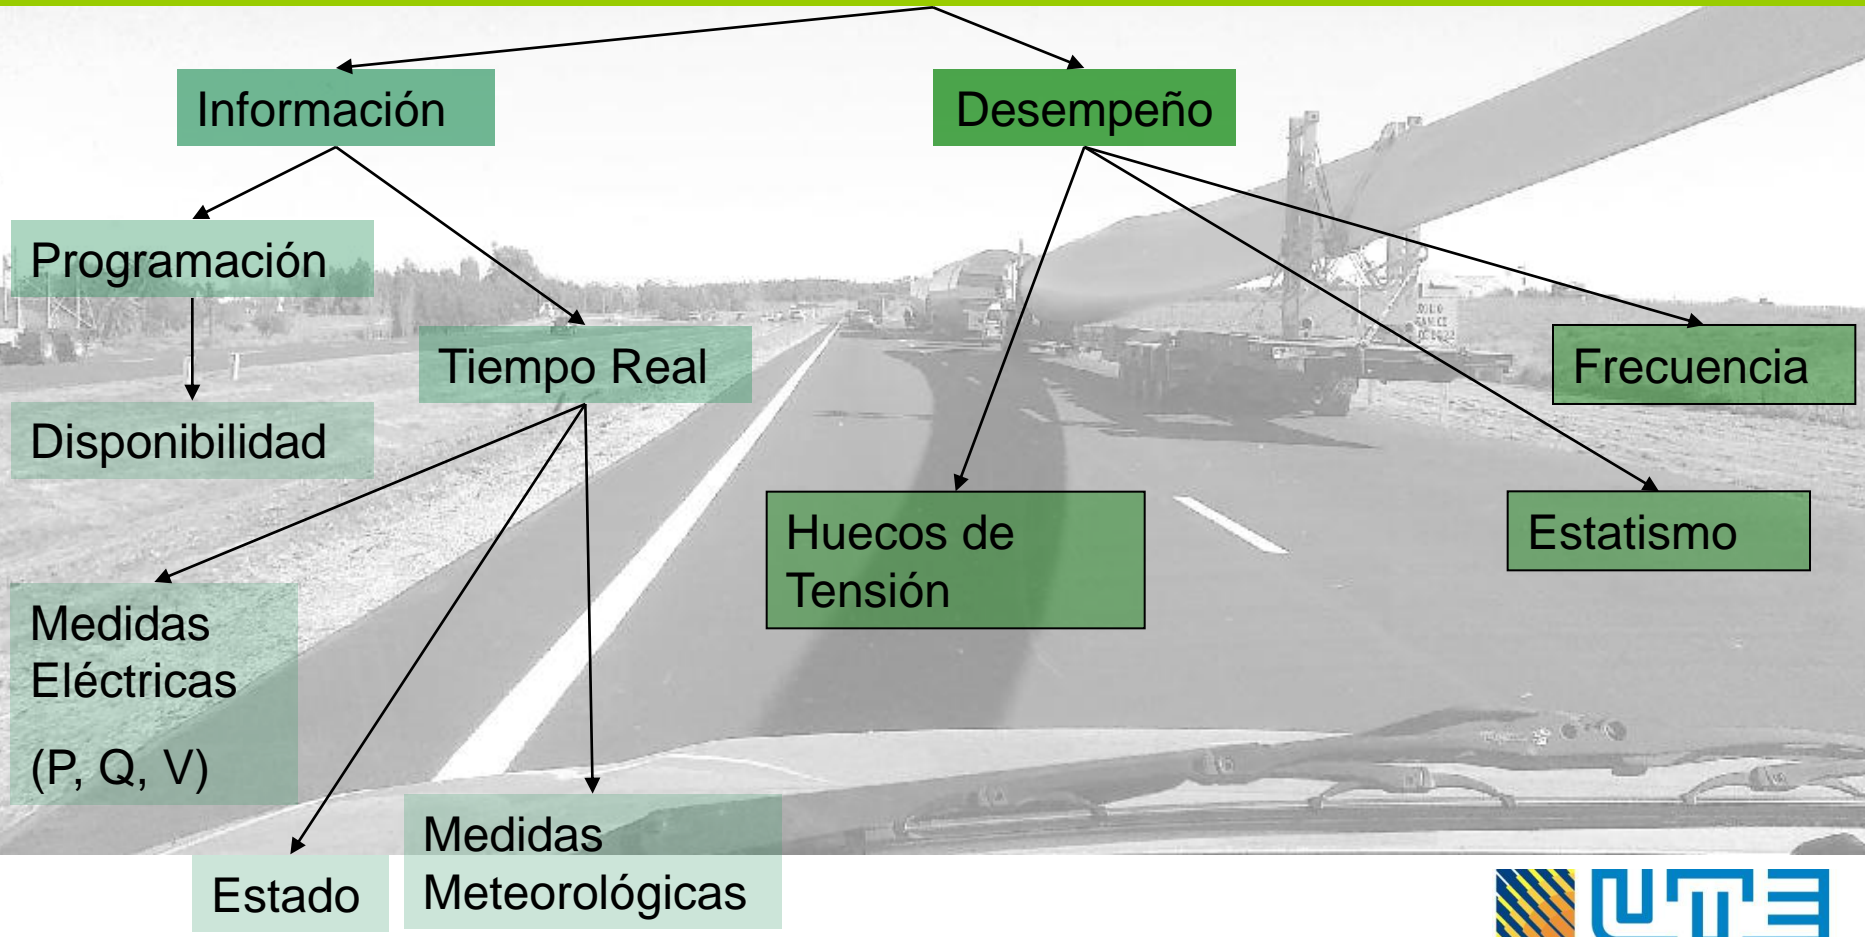 Información
Desempeño
Programación
Tiempo Real
Frecuencia
Disponibilidad
Huecos de
Tensión
Estatismo
Medidas
Eléctricas
(P, Q, V)
Medidas
Meteorológicas
Estado
UTE